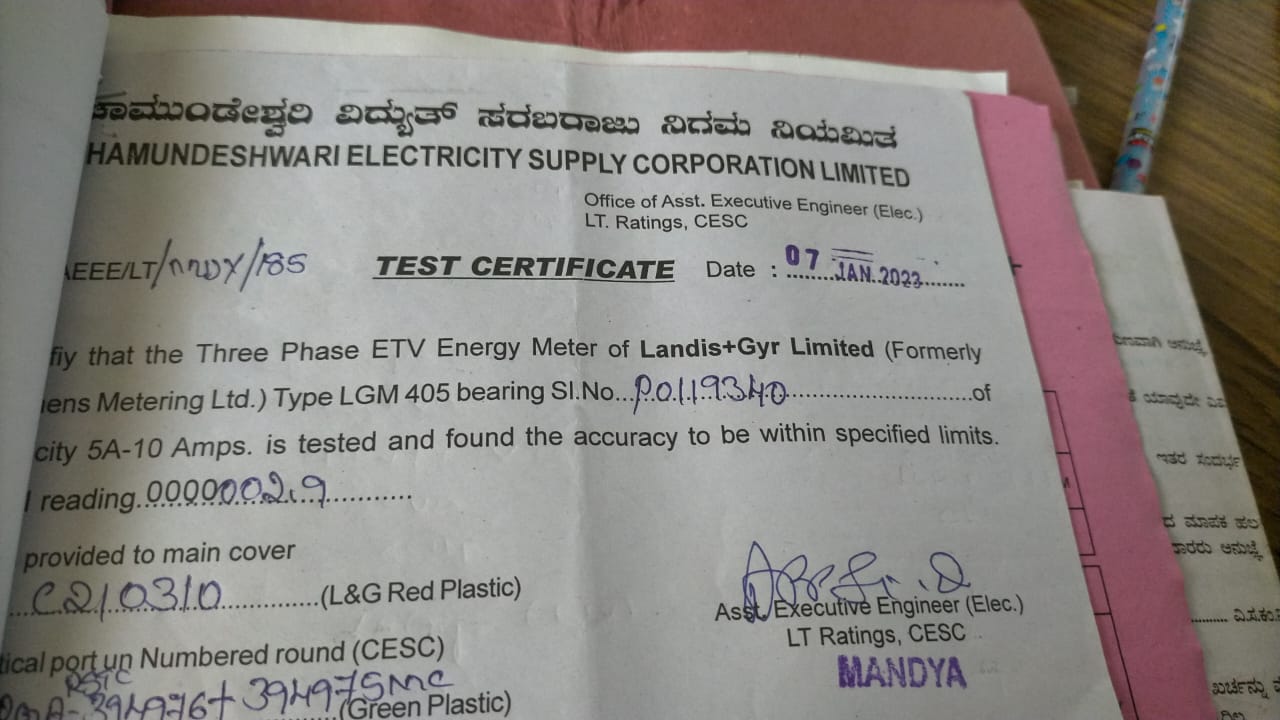 ಚಾಮುಂಡೇಶ್ವರಿ ವಿದ್ಯುತ್ ಸರಬರಾಜು ನಿಗಮ ನಿಯಮಿತ
HAMUNDESHWARI ELECTRICITY SUPPLY CORPORATION LIMITED
Office of Asst. Executive Engineer (Elec.)
LT. Ratings, CESC
AEEE/LT/MDY/185 TEST CERTIFICATE Date : 07 JAN 2023
fiy that the Three Phase ETV Energy Meter of Landis+Gyr Limited (Formerly
ens Metering Ltd.) Type LGM 405 bearing Sl.No...P0119340...of
city 5A-10 Amps. is tested and found the accuracy to be within specified limits.
reading..0000002.9...
provided to main cover
C210310 (L&G Red Plastic)
Asst. Executive Engineer (Elec.)
LT Ratings, CESC
MANDYA
tical port un Numbered round (CESC)
394976+ 394975
(Green Plastic)